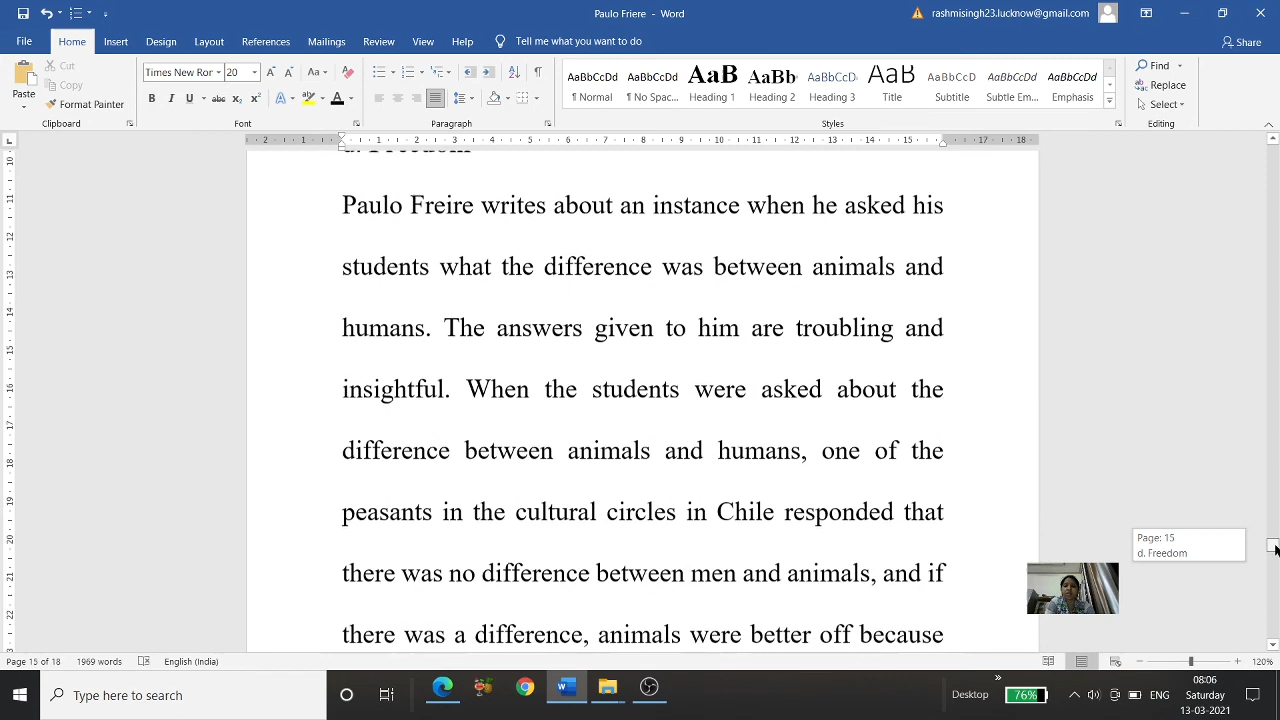 Paulo Friere - Word
rashmisingh23.lucknow@gmail.com
File Home Insert Design Layout References Mailings Review View Help Tell me what you want to do Share
Paste
Cut
Copy
Format Painter
Clipboard
Times New Ror 20
Font
Paragraph
AaBbCcDd AaBbCcDd AaB AaBb AaBbCcD AaB AaBbCcD AaBbCcDd AaBbCcDd
¶ Normal ¶ No Spac... Heading 1 Heading 2 Heading 3 Title Subtitle Subtle Em... Emphasis
Styles
Find
Replace
Select
Editing
d. Freedom
Paulo Freire writes about an instance when he asked his
students what the difference was between animals and
humans. The answers given to him are troubling and
insightful. When the students were asked about the
difference between animals and humans, one of the
peasants in the cultural circles in Chile responded that
there was no difference between men and animals, and if
there was a difference, animals were better off because
Page: 15
d. Freedom
Page 15 of 18 1969 words English (India) 120%
Type here to search
Desktop 76% ENG
08:06
Saturday
13-03-2021